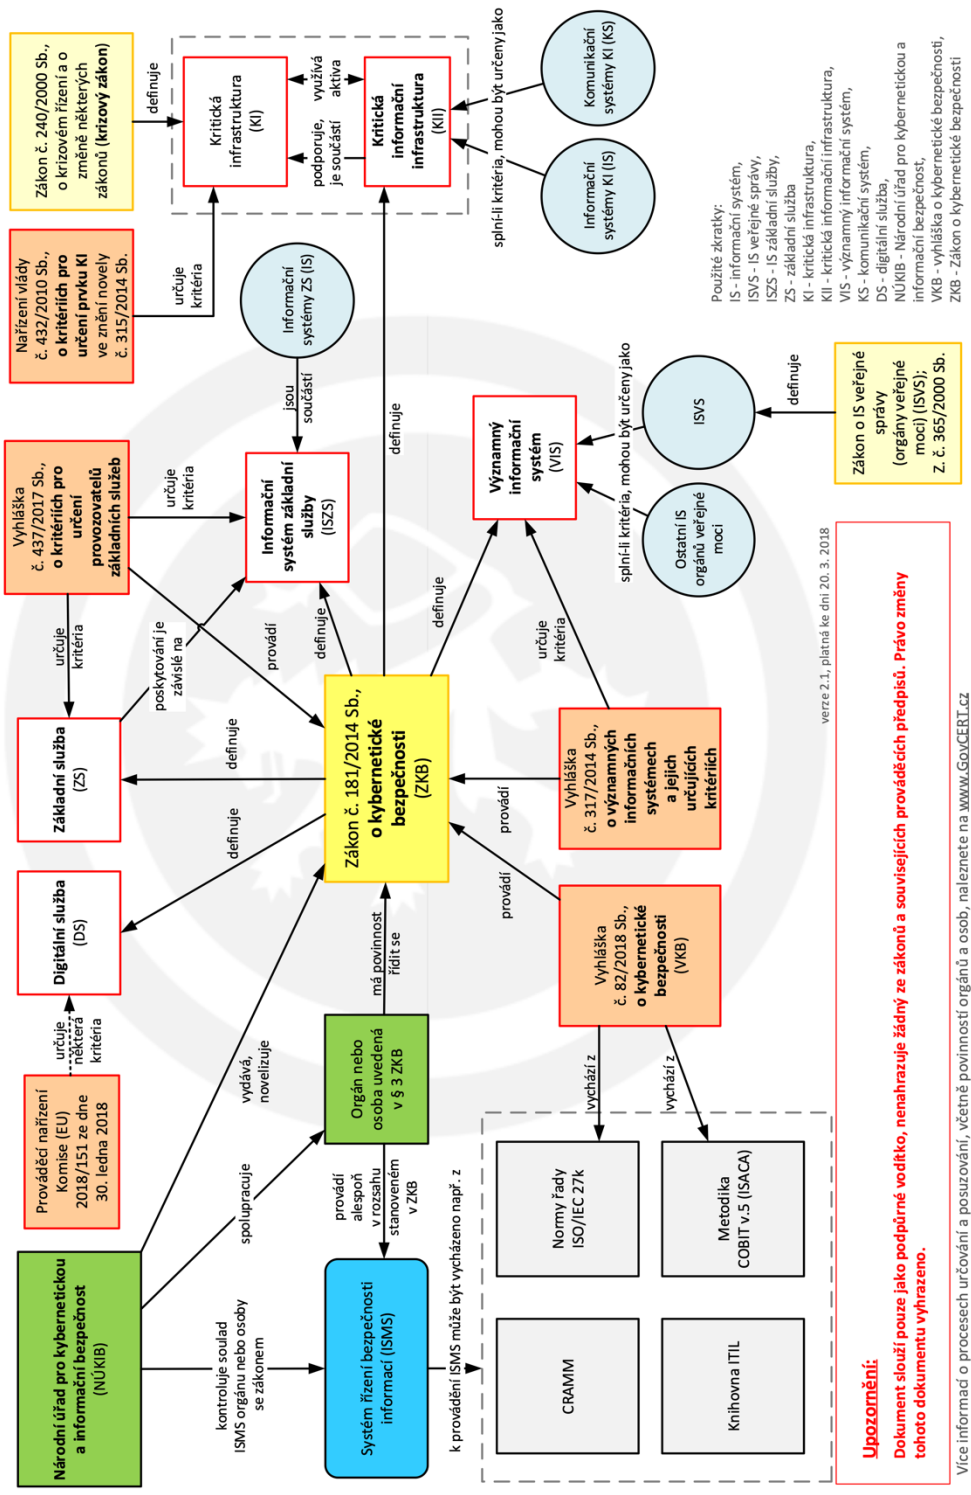 Národní úřad pro kybernetickou
a informační bezpečnost
(NÚKIB)
Prováděcí nařízení
Komise (EU)
2018/151 ze dne
30. ledna 2018
určuje
některá
kritéria
Digitální služba
(DS)
Základní služba
(ZS)
určuje
kritéria
Vyhláška
č. 437/2017 Sb.,
o kritériích pro
určení
provozovatelů
základních služeb
Nařízení vlády
č. 432/2010 Sb.,
o kritériích pro
určení prvku KI
ve znění novely
č. 315/2014 Sb.
Zákon č. 240/2000 Sb.,
o krizovém řízení a o
změně některých
zákonů (krizový zákon)
definuje
určuje
kritéria
Kritická
infrastruktura
(KI)
podporuje,
je součástí
využívá
aktiva
Kritická
informační
infrastruktura
(KII)
splní-li kritéria, mohou být určeny jako
Informační
systémy KI (IS)
Komunikační
systémy KI (KS)
Informační
systémy ZS (IS)
jsou
součástí
určuje
kritéria
poskytování je
závislé na
provádí
Informační
systém základní
služby
(ISZS)
definuje
definuje
definuje
definuje
definuje
vydává,
novelizuje
spolupracuje
kontroluje soulad
ISMS orgánu nebo osoby
se zákonem
Zákon č. 181/2014 Sb.,
o kybernetické
bezpečnosti
(ZKB)
má povinnost
řídit se
Orgán nebo
osoba uvedená
v § 3 ZKB
provádí
alespoň
v rozsahu
stanoveném
v ZKB
Systém řízení bezpečnosti
informací (ISMS)
k provádění ISMS může být vycházeno např. z
CRAMM
Normy řady
ISO/IEC 27k
Knihovna ITIL
Metodika
COBIT v.5 (ISACA)
vychází z
vychází z
Vyhláška
č. 82/2018 Sb.,
o kybernetické
bezpečnosti
(VKB)
provádí
provádí
Vyhláška
č. 317/2014 Sb.,
o významných
informačních
systémech
a jejich
určujících
kritériích
určuje
kritéria
Významný
informační
systém
(VIS)
splní-li kritéria, mohou být určeny jako
Ostatní IS
orgánů veřejné
moci
ISVS
definuje
Zákon o IS veřejné
správy
(orgány veřejné
moci) (ISVS);
Z. č. 365/2000 Sb.
Použité zkratky:
IS - informační systém,
ISVS - IS veřejné správy,
ISZS - IS základní služby,
ZS - základní služba
KI - kritická infrastruktura,
KII - kritická informační infrastruktura,
VIS - významný informační systém,
KS - komunikační systém,
DS - digitální služba,
NÚKIB - Národní úřad pro kybernetickou a
informační bezpečnost,
VKB - vyhláška o kybernetické bezpečnosti,
ZKB - Zákon o kybernetické bezpečnosti
verze 2.1, platná ke dni 20. 3. 2018
Upozornění:
Dokument slouží pouze jako podpůrné vodítko, nenahrazuje žádný ze zákonů a souvisejících prováděcích předpisů. Právo změny
tohoto dokumentu vyhrazeno.
Více informací o procesech určování a posuzování, včetně povinností orgánů a osob, naleznete na www.GovCERT.cz